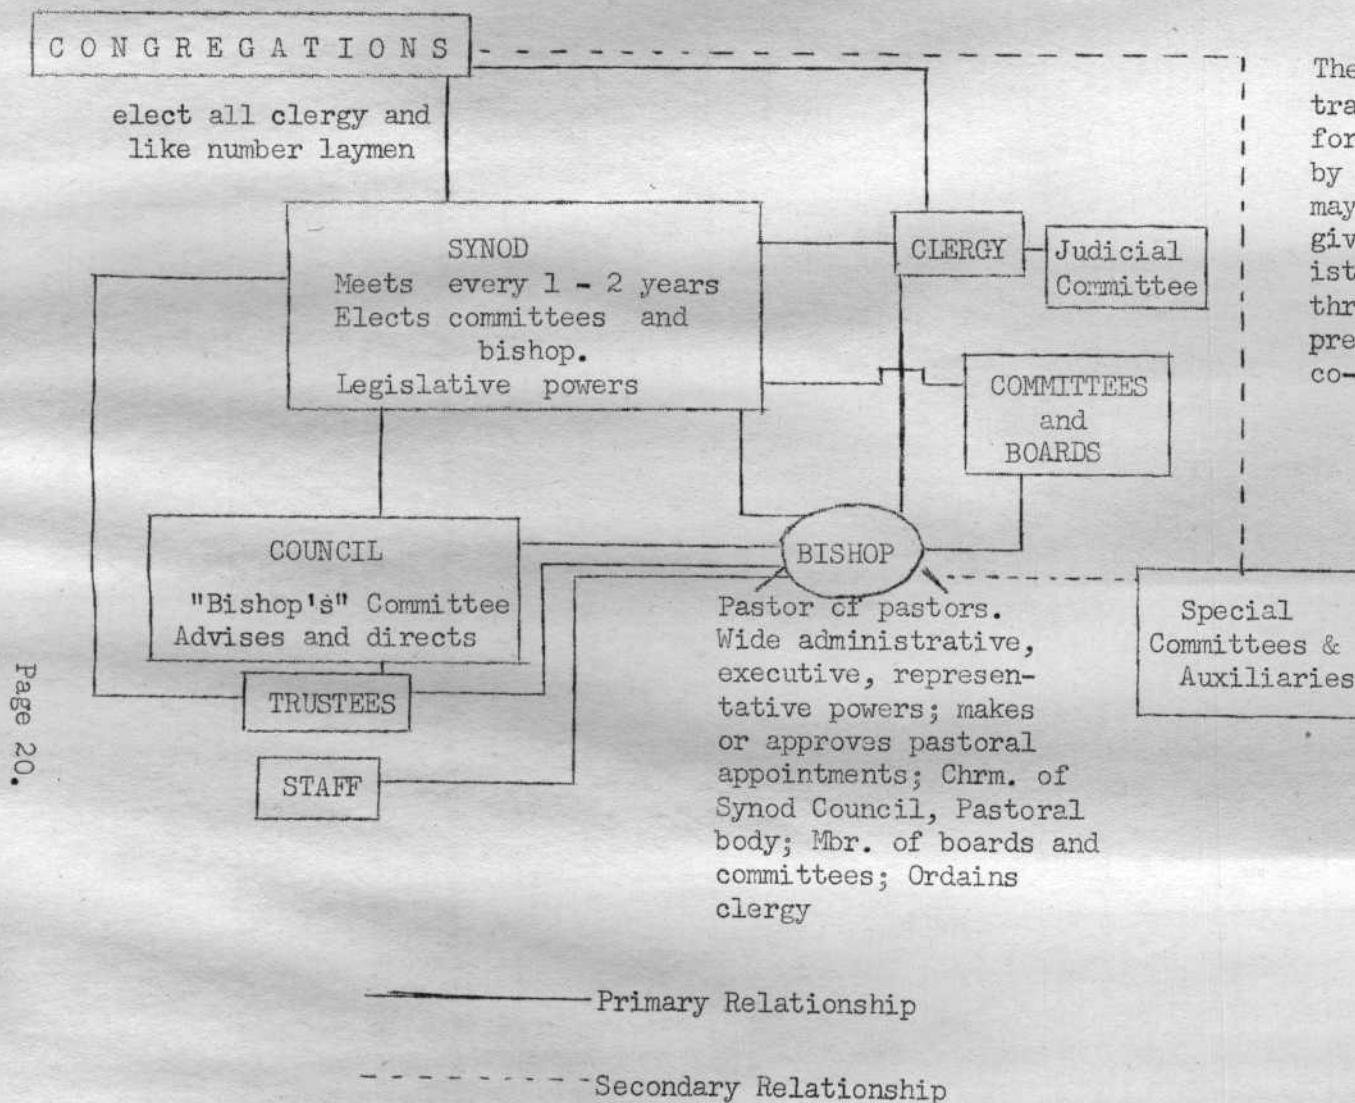 C O N G R E G A T I O N S
elect all clergy and
like number laymen
SYNOD
Meets every 1 - 2 years
Elects committees and
bishop.
Legislative powers
CLERGY
Judicial
Committee
COMMITTEES
and
BOARDS
COUNCIL
"Bishop's" Committee
Advises and directs
TRUSTEES
STAFF
BISHOP
Pastor of pastors.
Wide administrative,
executive, represen-
tative powers; makes
or approves pastoral
appointments; Chrm. of
Synod Council, Pastoral
body; Mbr. of boards and
committees; Ordains
clergy
Special
Committees &
Auxiliaries
The
tra
for
by
may
giv
ist
thr
pre
co-
Primary Relationship
Secondary Relationship
Page 20.